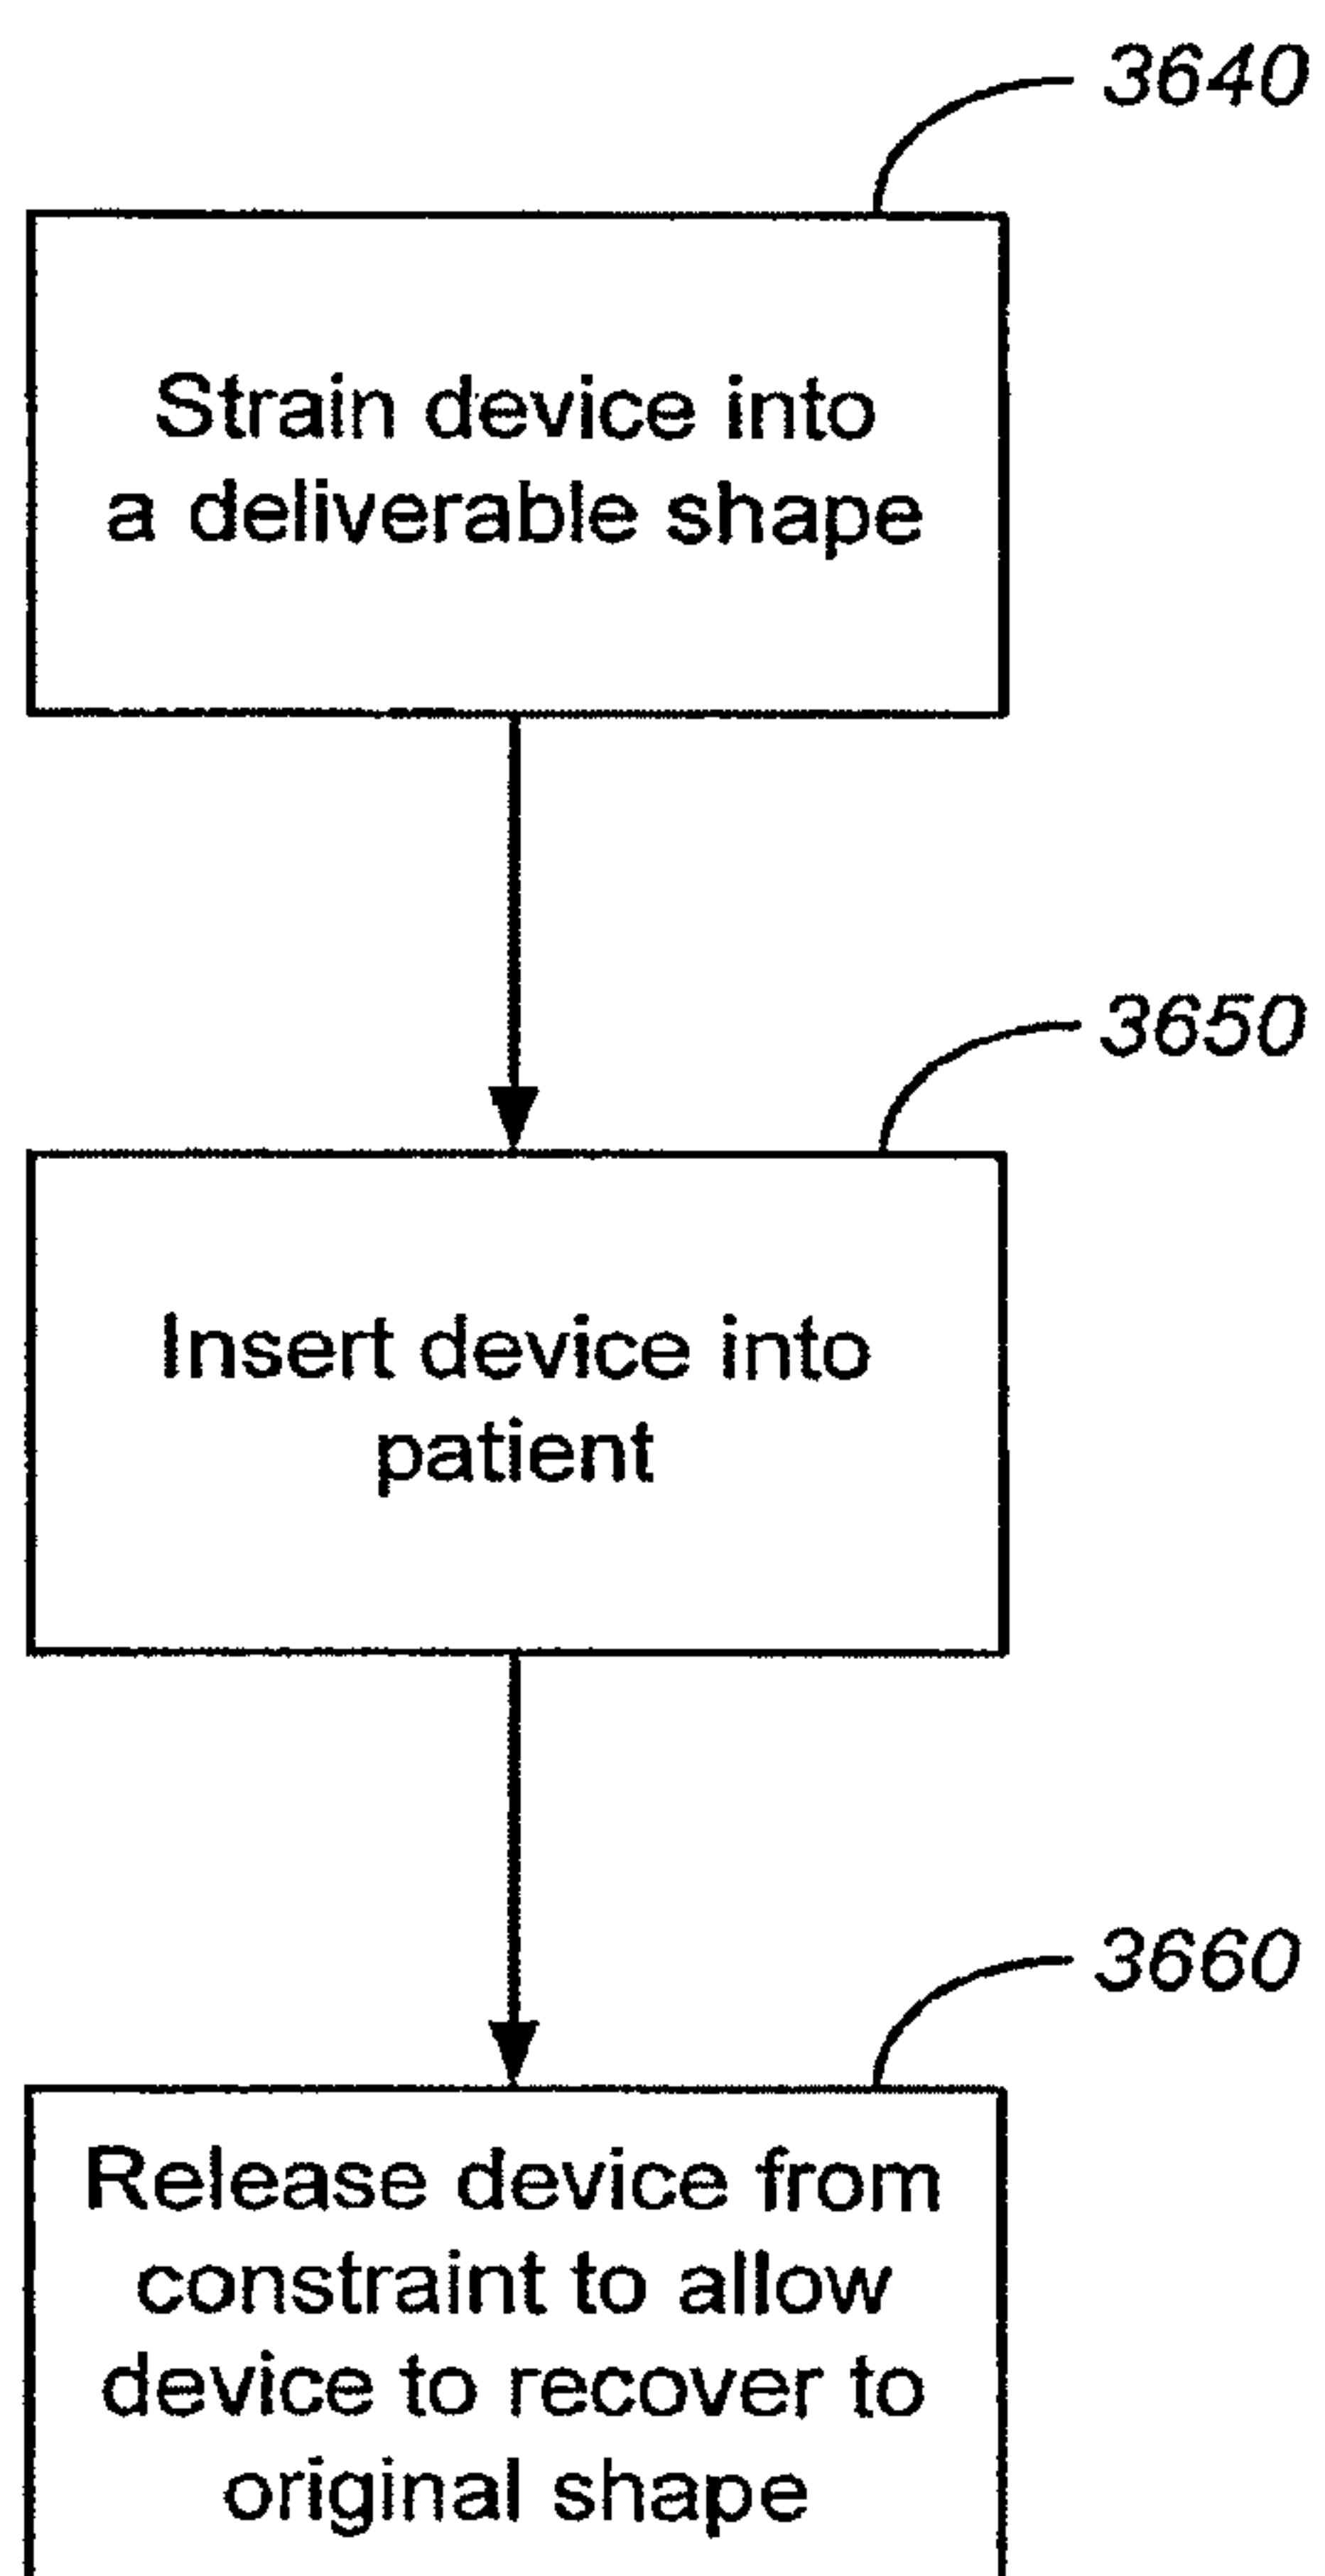 3640
Strain device into
a deliverable shape
3650
Insert device into
patient
3660
Release device from
constraint to allow
device to recover to
original shape